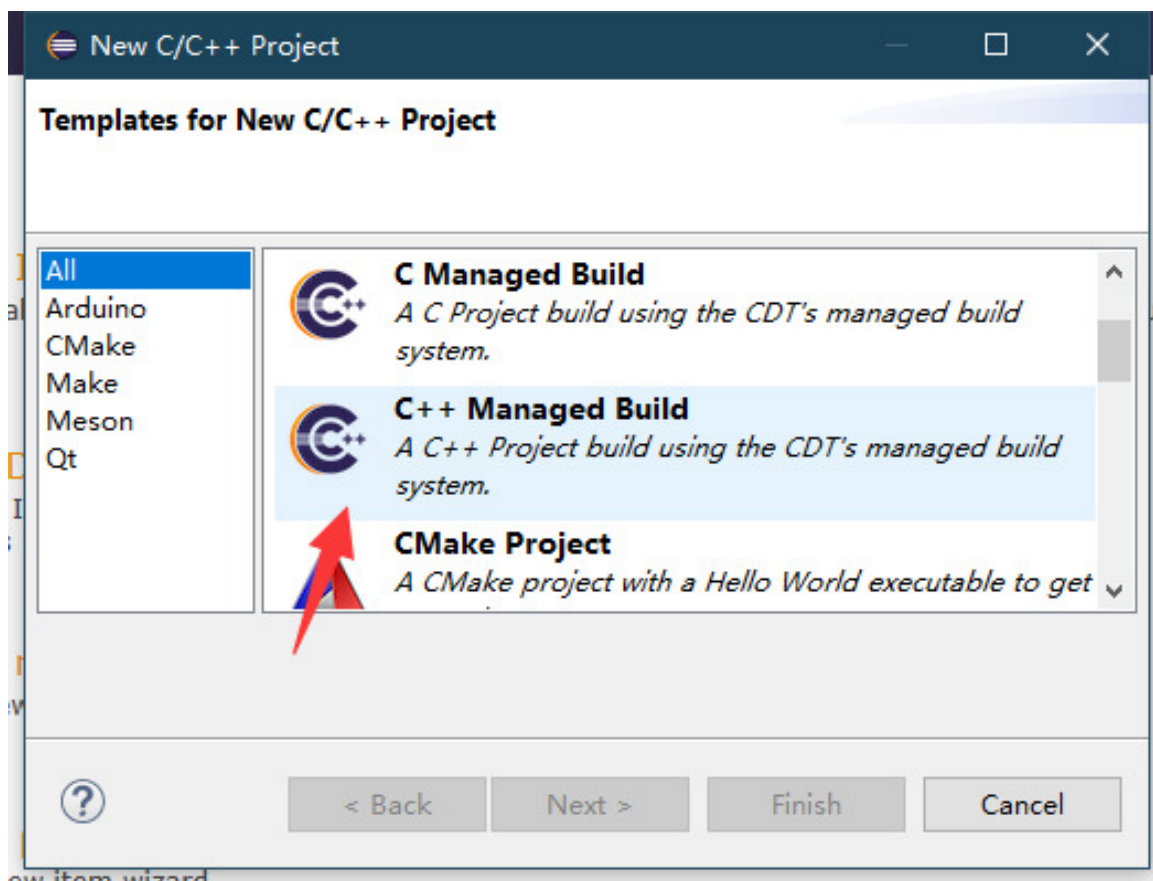 New C/C++ Project
Templates for New C/C++ Project
All
Arduino
CMake
Make
Meson
Qt
C Managed Build
A C Project build using the CDT's managed build
system.
C++ Managed Build
A C++ Project build using the CDT's managed build
system.
CMake Project
A CMake project with a Hello World executable to get
< Back
Next >
Finish
Cancel